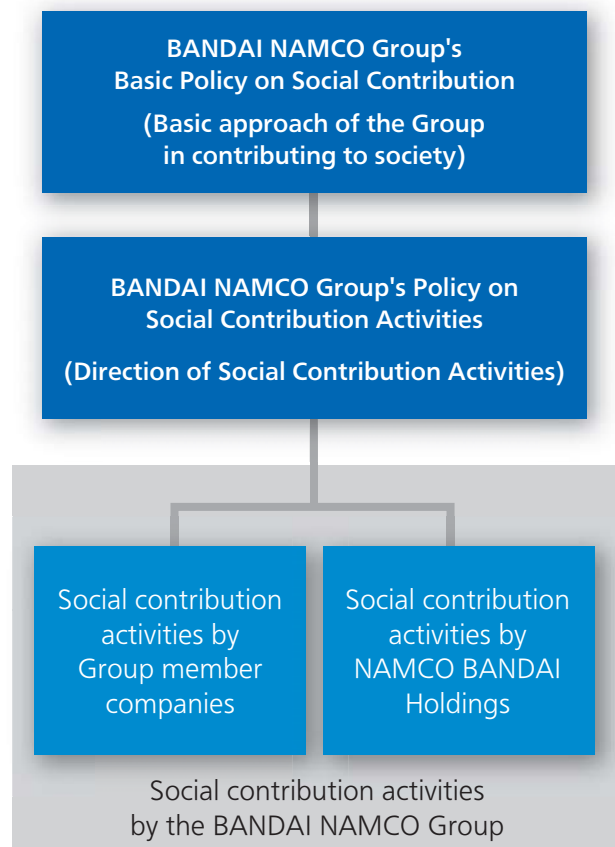 BANDAI NAMCO Group's
Basic Policy on Social Contribution
(Basic approach of the Group
in contributing to society)
BANDAI NAMCO Group's Policy on
Social Contribution Activities
(Direction of Social Contribution Activities)
Social contribution
activities by
Group member
companies
Social contribution
activities by
NAMCO BANDAI
Holdings
Social contribution activities
by the BANDAI NAMCO Group